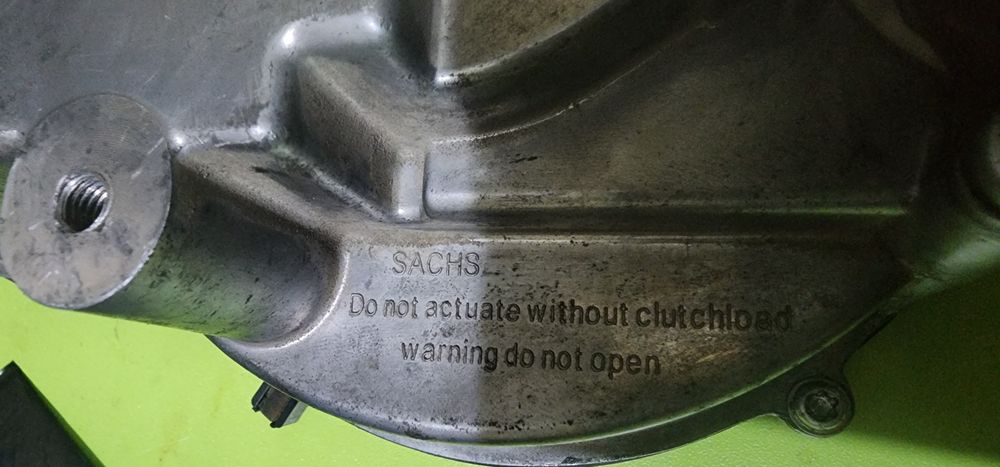 SACHS
Do not actuate without clutchload
warning do not open